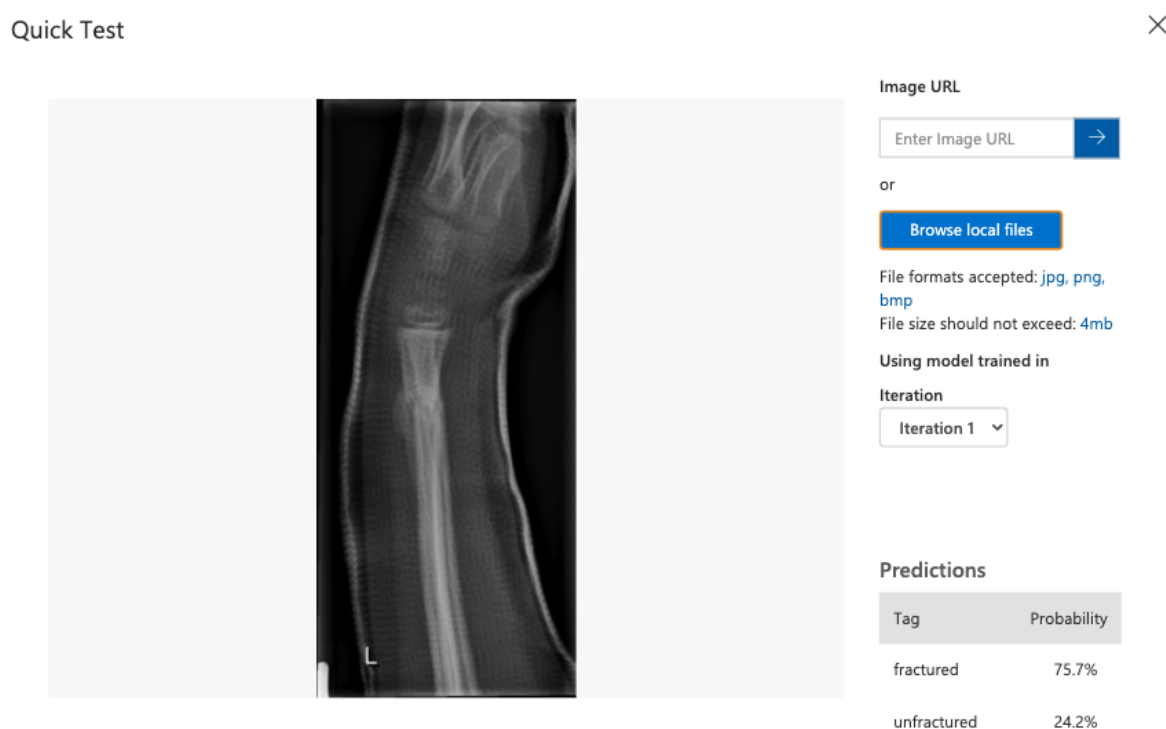 Quick Test
Image URL
Enter Image URL
or
Browse local files
File formats accepted: jpg, png,
bmp
File size should not exceed: 4mb
Using model trained in
Iteration
Iteration 1
L
Predictions
Tag Probability
fractured 75.7%
unfractured 24.2%